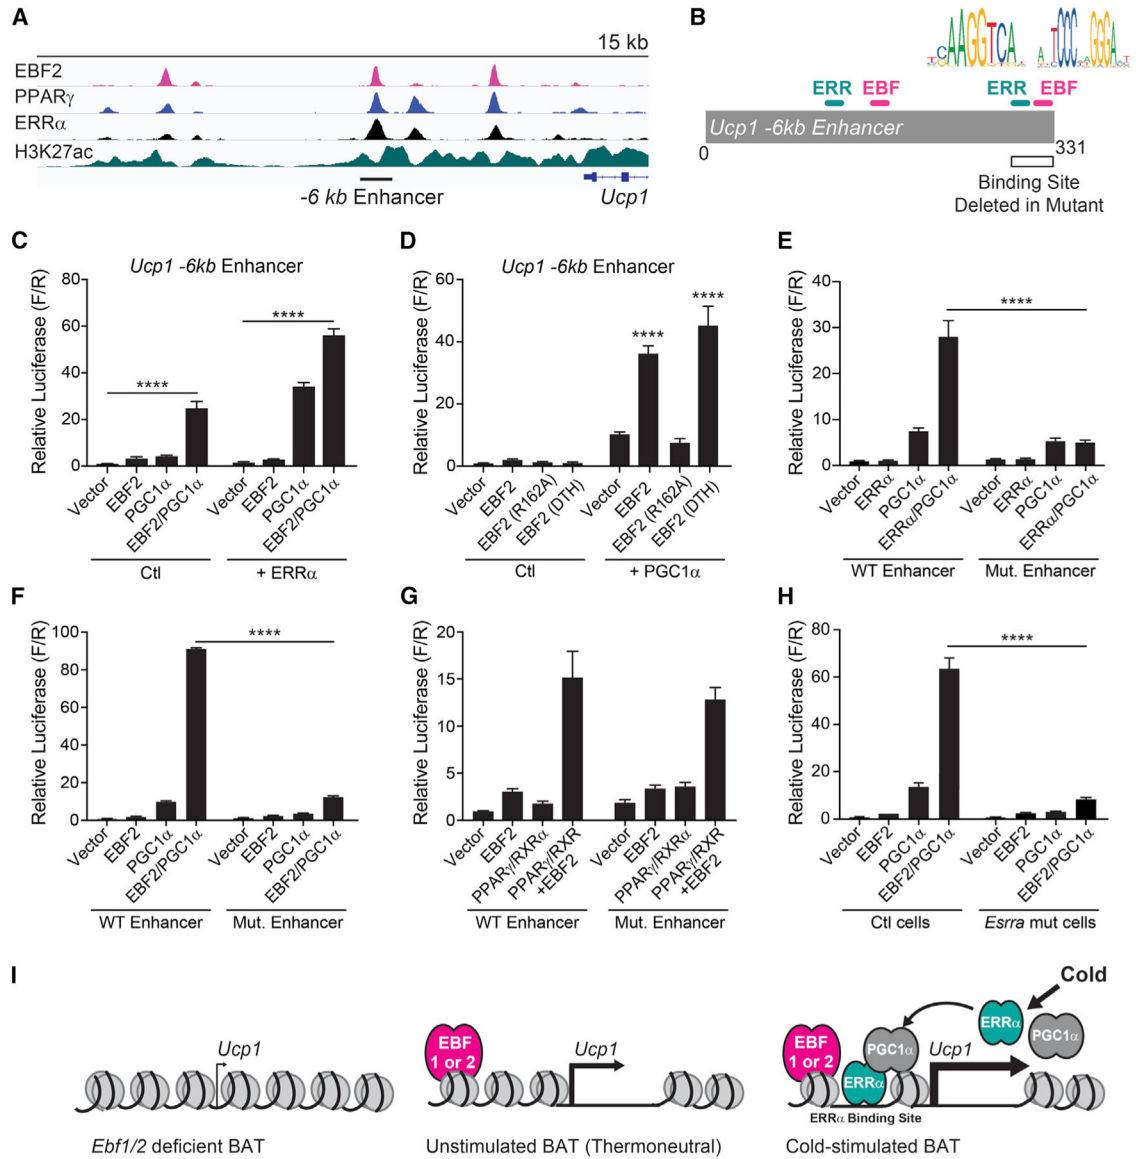 A
15 kb
EBF2
PPARγ
ERRα
H3K27ac
-6 kb Enhancer
Ucp1
B
CAAGGTCA
A TCCC GGGA
ERR EBF
ERR EBF
Ucp1 -6kb Enhancer
0
331
Binding Site
Deleted in Mutant
C
Ucp1 -6kb Enhancer
Relative Luciferase (F/R)
80
60
40
20
0
****
****
Vector
EBF2
PGC1α
EBF2/PGC1α
Vector
EBF2
PGC1α
EBF2/PGC1α
Ctl
+ ERRα
D
Ucp1 -6kb Enhancer
Relative Luciferase (F/R)
60
40
20
0
****
****
Vector
EBF2
EBF2 (R162A)
EBF2 (DTH)
Vector
EBF2
EBF2 (R162A)
EBF2 (DTH)
Ctl
+ PGC1α
E
Relative Luciferase (F/R)
40
30
20
10
0
****
Vector
ERRα
PGC1α
ERRα/PGC1α
Vector
ERRα
PGC1α
ERRα/PGC1α
WT Enhancer
Mut. Enhancer
F
Relative Luciferase (F/R)
100
80
60
40
20
0
****
Vector
EBF2
PGC1α
EBF2/PGC1α
Vector
EBF2
PGC1α
EBF2/PGC1α
WT Enhancer
Mut. Enhancer
G
Relative Luciferase (F/R)
20
15
10
5
0
Vector
EBF2
PPARγ/RXRα
PPARγ/RXR
+EBF2
Vector
EBF2
PPARγ/RXRα
PPARγ/RXR
+EBF2
WT Enhancer
Mut. Enhancer
H
Relative Luciferase (F/R)
80
60
40
20
0
****
Vector
EBF2
PGC1α
EBF2/PGC1α
Vector
EBF2
PGC1α
EBF2/PGC1α
Ctl cells
Esrra mut cells
I
Ucp1
Ebf1/2 deficient BAT
EBF
1 or 2
Ucp1
Unstimulated BAT (Thermoneutral)
Cold
ERRα
PGC1α
EBF
1 or 2
PGC1α
ERRα
Ucp1
ERRα Binding Site
Cold-stimulated BAT